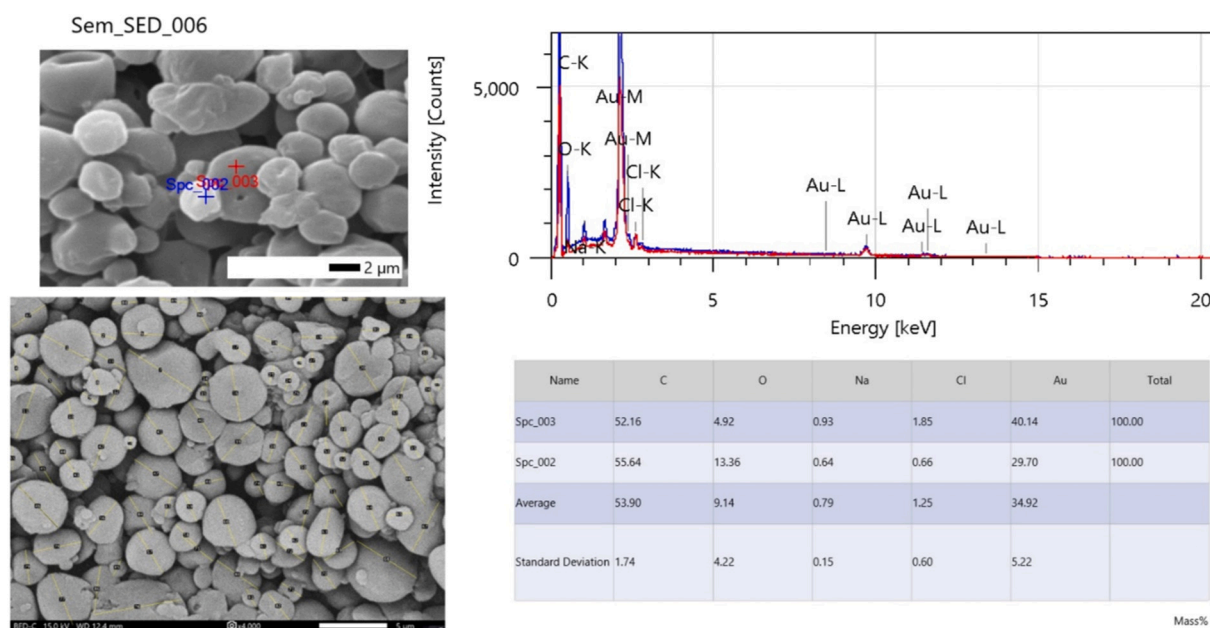 Sem_SED_006
Spc_002
Spc_003
2 µm
Intensity [Counts]
5,000
0
C-K
O-K
Na-K
Au-M
Au-M
Cl-K
Cl-K
Au-L
Au-L
Au-L
Au-L
Au-L
0 5 10 15 20
Energy [keV]
Name C O Na Cl Au Total
Spc_003 52.16 4.92 0.93 1.85 40.14 100.00
Spc_002 55.64 13.36 0.64 0.66 29.70 100.00
Average 53.90 9.14 0.79 1.25 34.92
Standard Deviation 1.74 4.22 0.15 0.60 5.22
Mass%
BED-C 15.0 kV WD 12.4 mm x4,000 5 µm